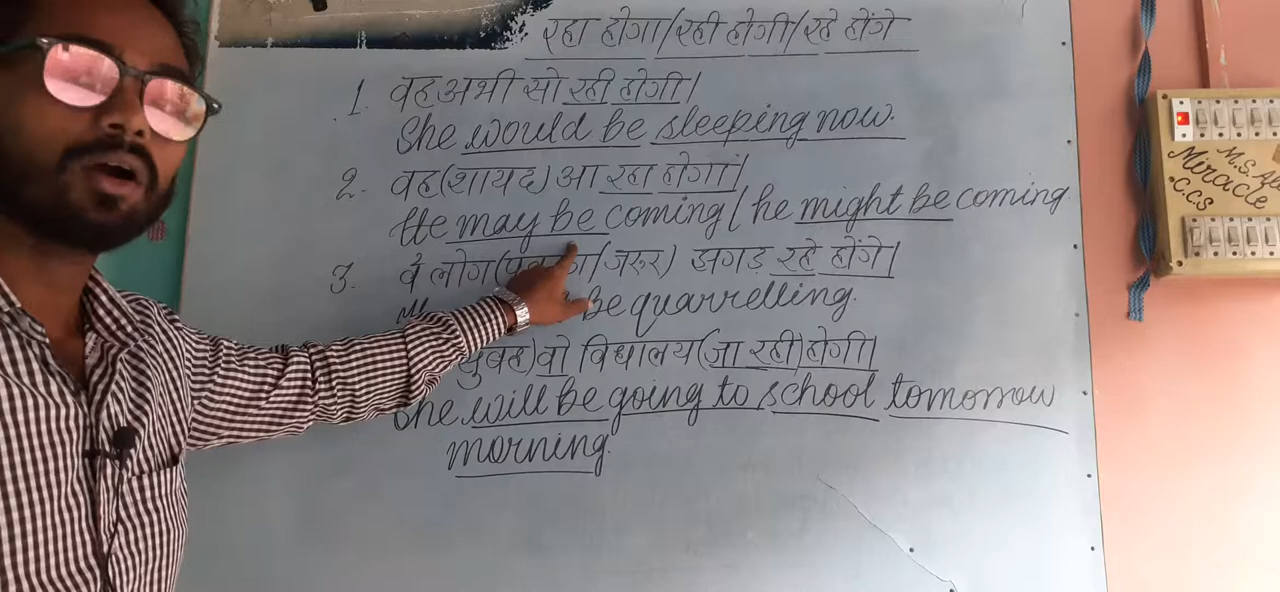 रहा होगा/रही होगी/रहे होंगे
1. वह अभी सो रही होगी।
She would be sleeping now.
2. वह (शायद) आ रहा होगा।
He may be coming / he might be coming
3. वे लोग ( /जरूर) झगड़ रहे होंगे।
be quarrelling.
वो विद्यालय (जा रही) होगी।
She will be going to school tomorrow
morning.
M.S.
Miracle
C.C.S